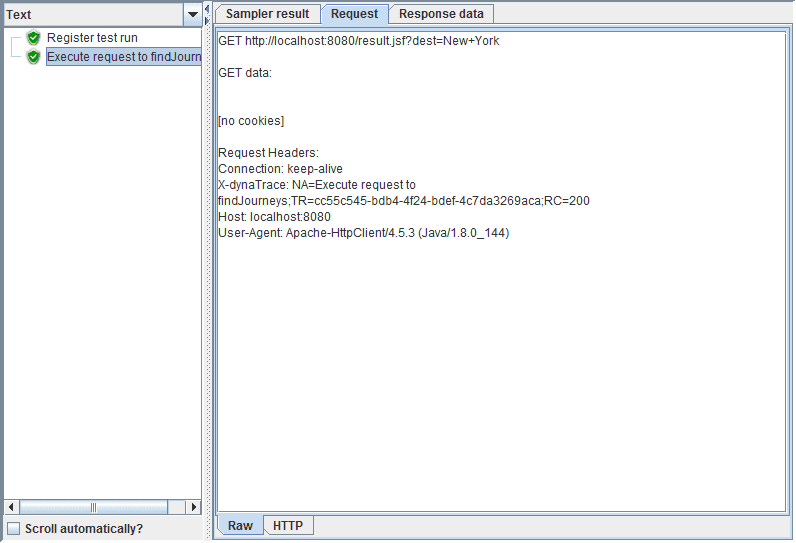 Text
Register test run
Execute request to findJourn
Scroll automatically?
Sampler result
Request
Response data
GET http://localhost:8080/result.jsf?dest=New+York
GET data:
[no cookies]
Request Headers:
Connection: keep-alive
X-dynaTrace: NA=Execute request to
findJourneys;TR=cc55c545-bdb4-4f24-bdef-4c7da3269aca;RC=200
Host: localhost:8080
User-Agent: Apache-HttpClient/4.5.3 (Java/1.8.0_144)
Raw
HTTP